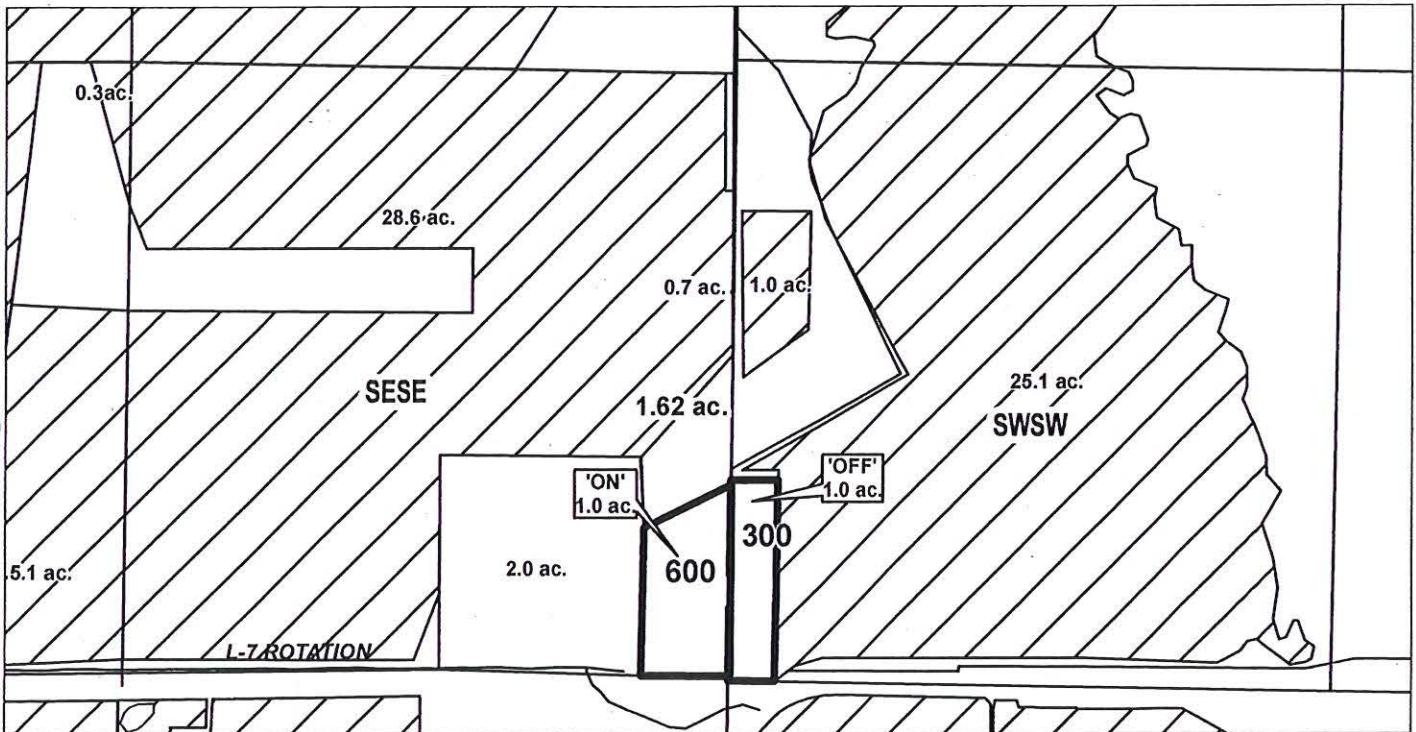 0.3ac.
28.6 ac.
0.7 ac.
1.0 ac.
SESE
25.1 ac.
1.62 ac.
SWSW
'ON'
1.0 ac.
'OFF'
1.0 ac.
300
5.1 ac.
2.0 ac.
600
L-7 ROTATION